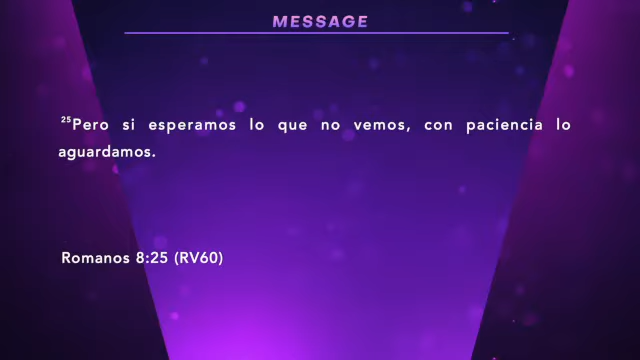 MESSAGE
²⁵Pero si esperamos lo que no vemos, con paciencia lo
aguardamos.
Romanos 8:25 (RV60)